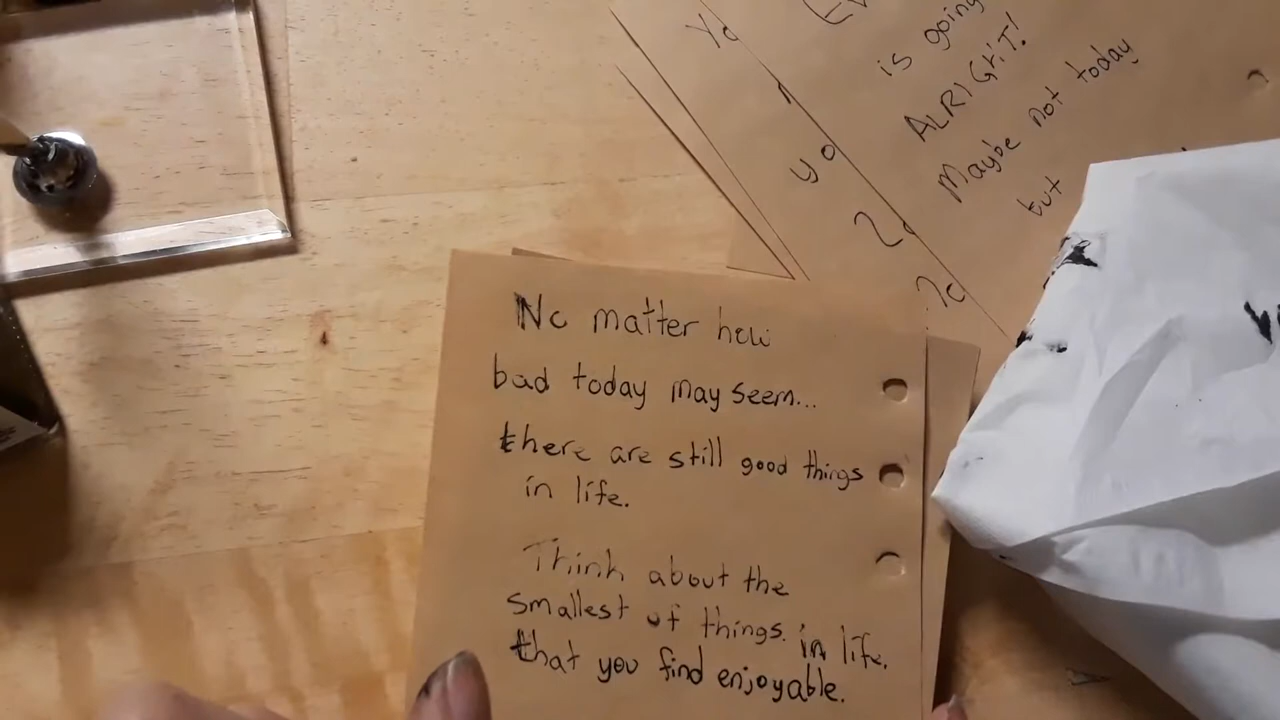 No matter how
bad today may seem...
there are still good things
in life.
Think about the
smallest of things. in life.
that you find enjoyable.
is going
ALRIGHT!
Maybe not today
but